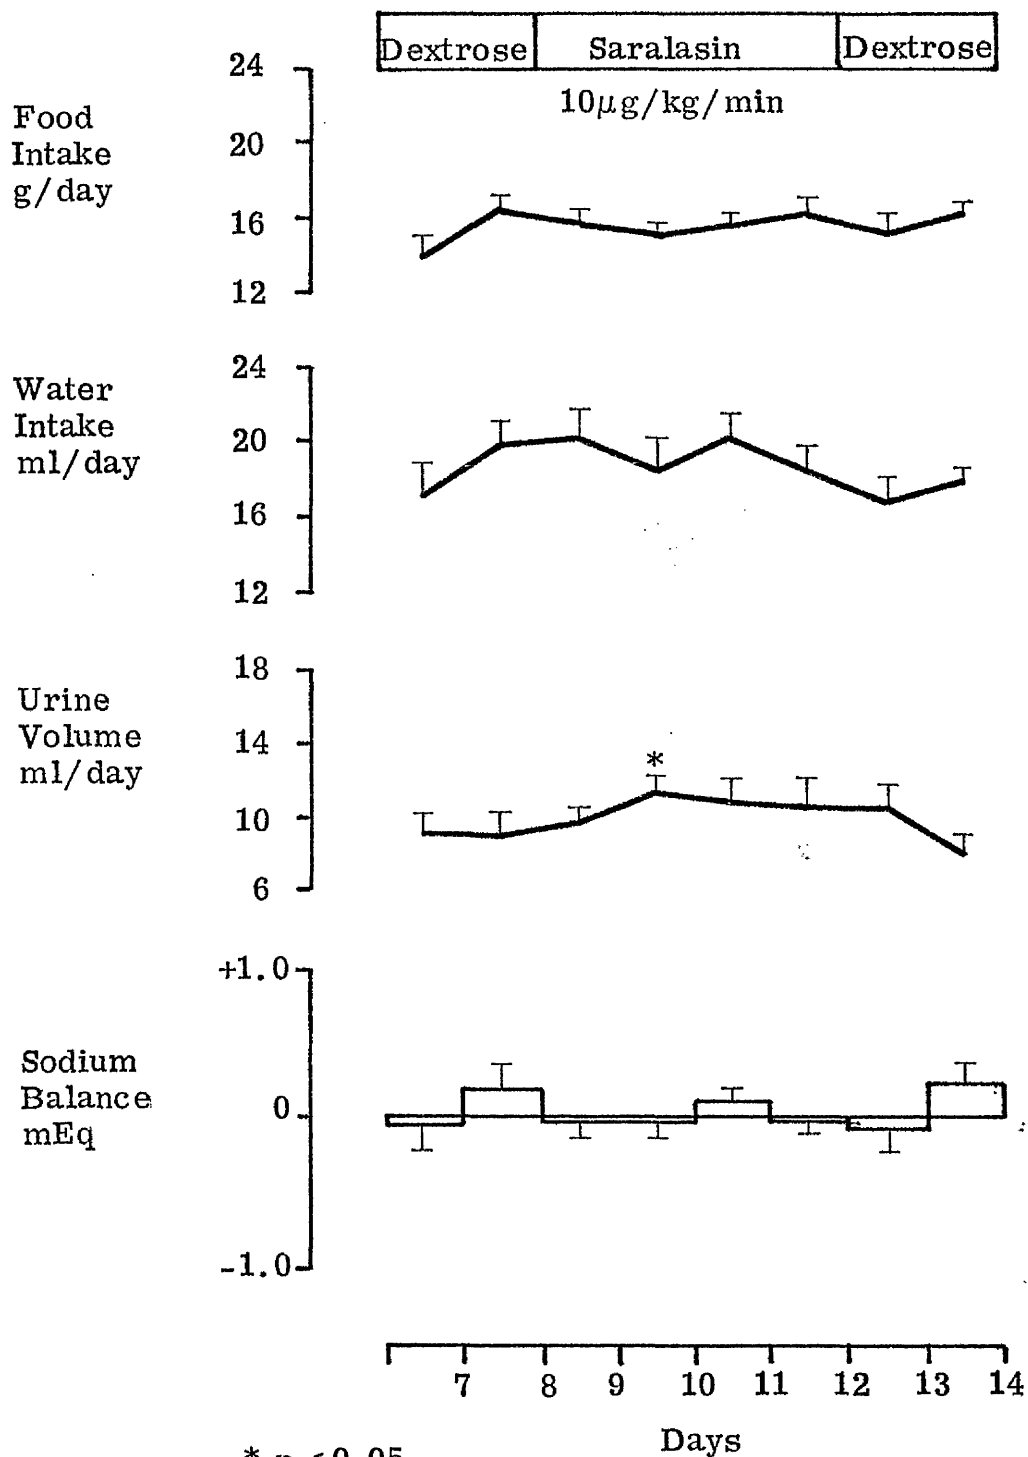 Dextrose Saralasin Dextrose
10μg/kg/min
Food
Intake
g/day
24
20
16
12
Water
Intake
ml/day
24
20
16
12
Urine
Volume
ml/day
18
14
10
6
*
Sodium
Balance
mEq
+1.0
0
-1.0
7 8 9 10 11 12 13 14
Days